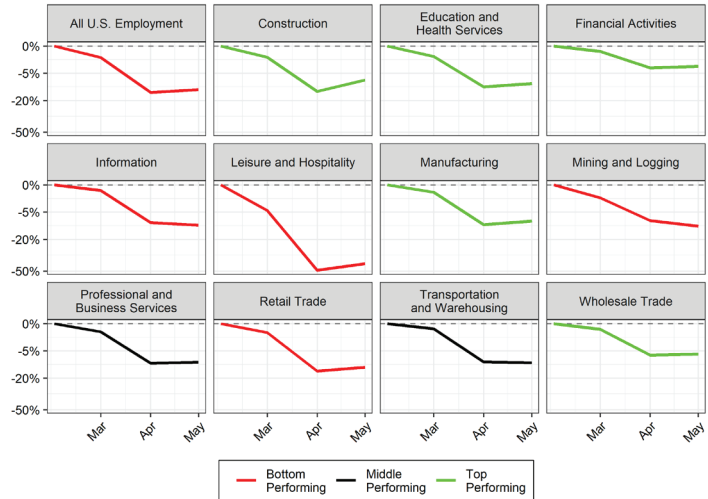 All U.S. Employment
Construction
Education and
Health Services
Financial Activities
0%
-5%
-20%
-50%
Information
Leisure and Hospitality
Manufacturing
Mining and Logging
0%
-5%
-20%
-50%
Professional and
Business Services
Retail Trade
Transportation
and Warehousing
Wholesale Trade
0%
-5%
-20%
-50%
Mar Apr May Mar Apr May Mar Apr May Mar Apr May
Bottom
Performing
Middle
Performing
Top
Performing